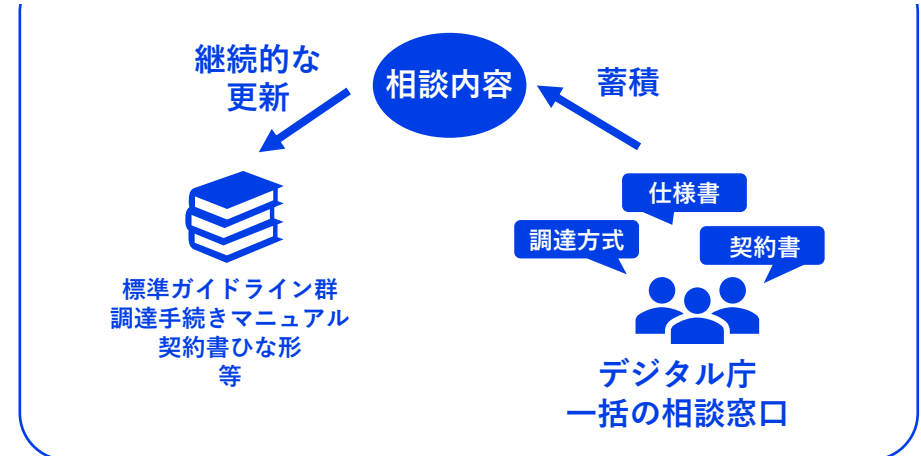 継続的な
更新
相談内容
蓄積
仕様書
調達方式
契約書
標準ガイドライン群
調達手続きマニュアル
契約書ひな形
等
デジタル庁
一括の相談窓口